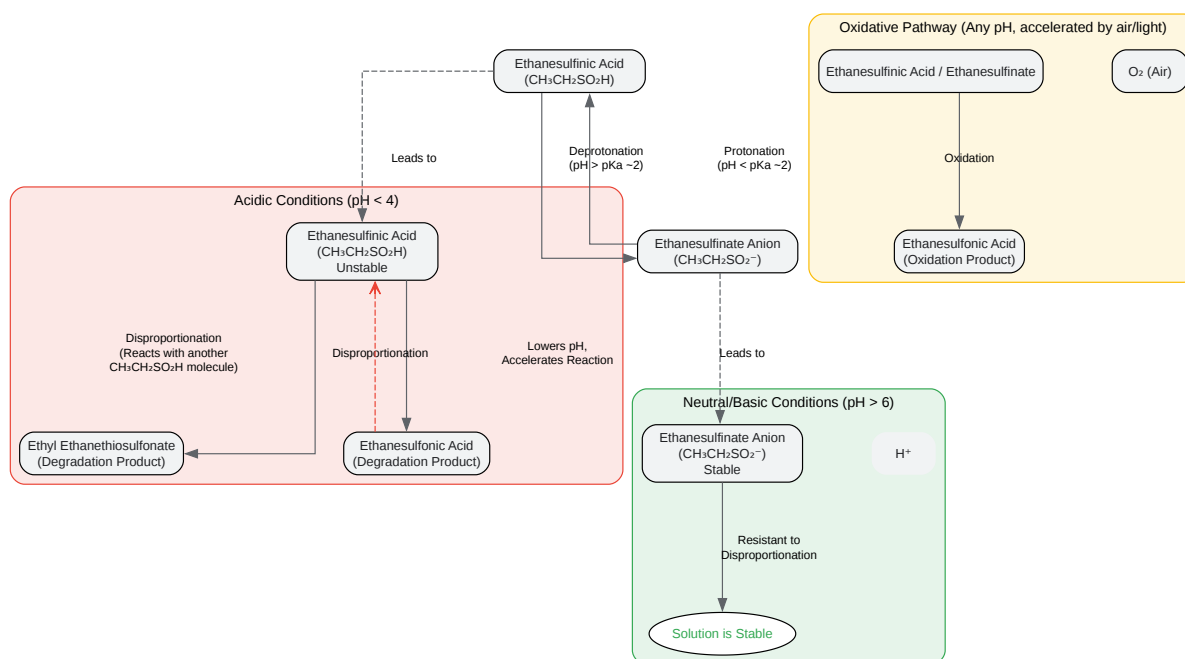 Oxidative Pathway (Any pH, accelerated by air/light)
Ethanesulfinic Acid
(CH₃CH₂SO₂H)
Ethanesulfinic Acid / Ethanesulfinate
O₂ (Air)
Leads to
Deprotonation
(pH > pKa ~2)
Protonation
(pH < pKa ~2)
Oxidation
Acidic Conditions (pH < 4)
Ethanesulfinic Acid
(CH₃CH₂SO₂H)
Unstable
Ethanesulfinate Anion
(CH₃CH₂SO₂⁻)
Ethanesulfonic Acid
(Oxidation Product)
Disproportionation
(Reacts with another
CH₃CH₂SO₂H molecule)
Disproportionation
Lowers pH,
Accelerates Reaction
Leads to
Neutral/Basic Conditions (pH > 6)
Ethyl Ethanethiosulfonate
(Degradation Product)
Ethanesulfonic Acid
(Degradation Product)
Ethanesulfinate Anion
(CH₃CH₂SO₂⁻)
Stable
H⁺
Resistant to
Disproportionation
Solution is Stable